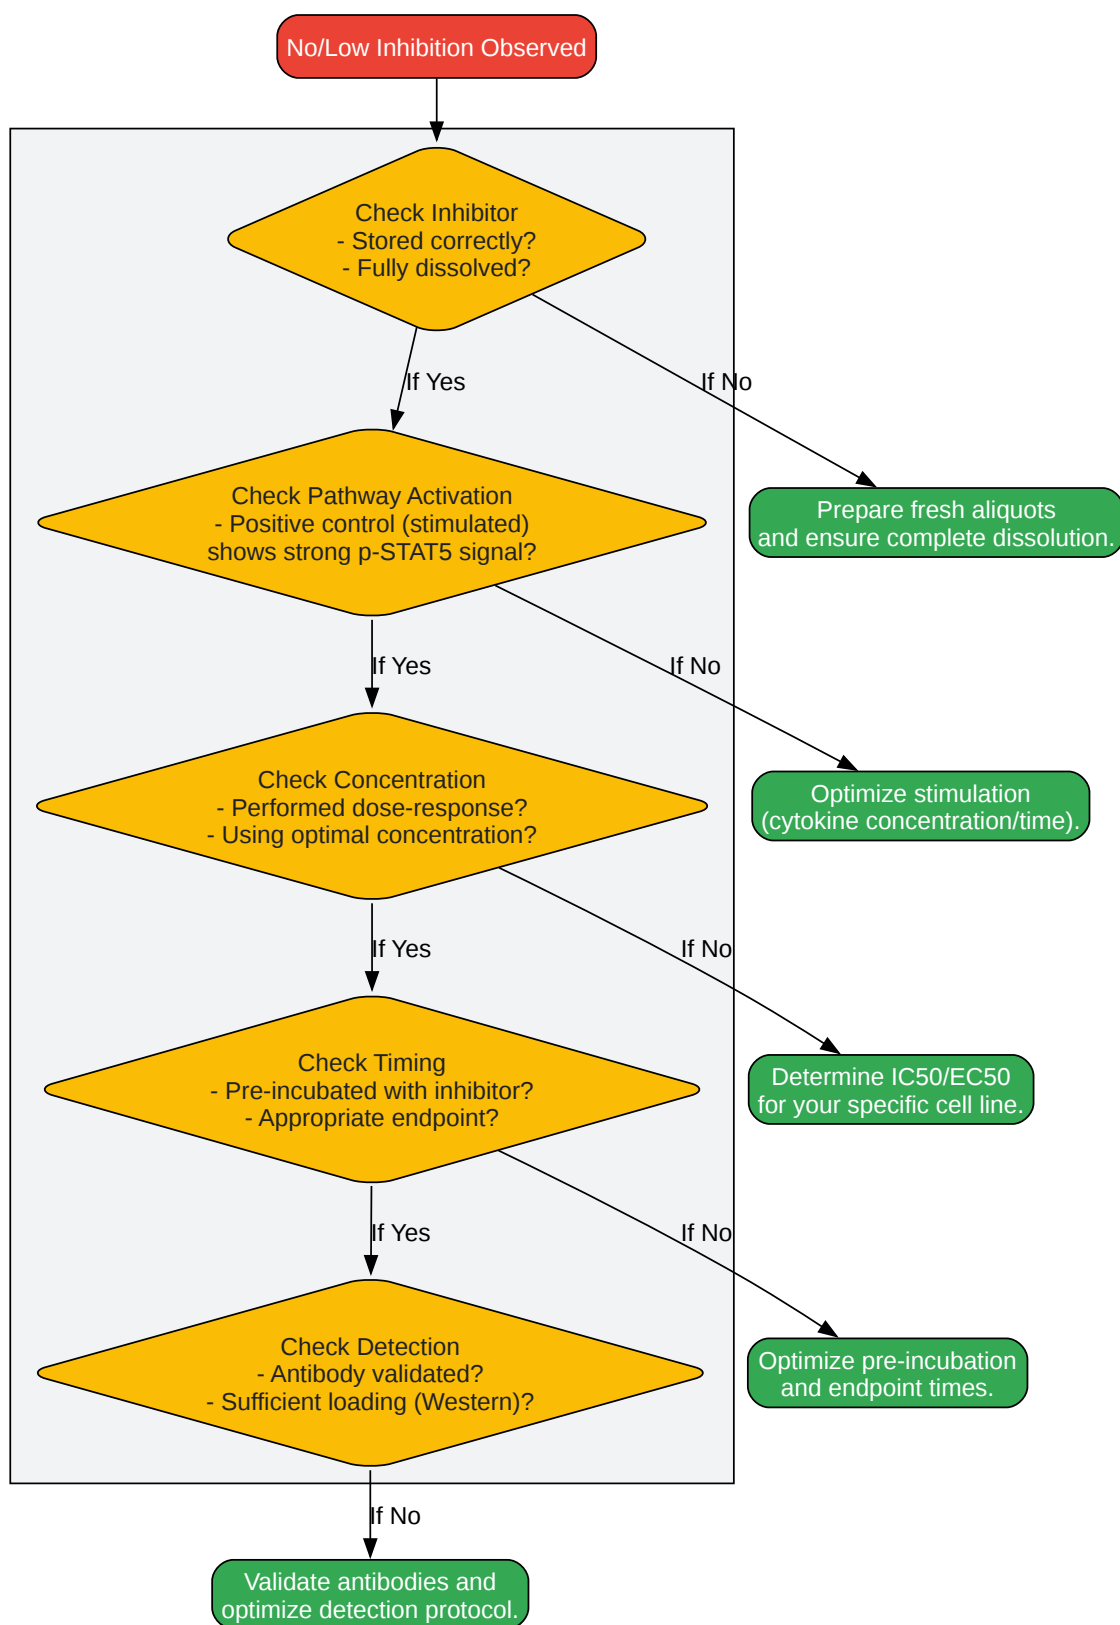 No/Low Inhibition Observed
Check Inhibitor
- Stored correctly?
- Fully dissolved?
If Yes
If No
Check Pathway Activation
- Positive control (stimulated)
shows strong p-STAT5 signal?
Prepare fresh aliquots
and ensure complete dissolution.
If Yes
If No
Check Concentration
- Performed dose-response?
- Using optimal concentration?
Optimize stimulation
(cytokine concentration/time).
If Yes
If No
Check Timing
- Pre-incubated with inhibitor?
- Appropriate endpoint?
Determine IC50/EC50
for your specific cell line.
If Yes
If No
Check Detection
- Antibody validated?
- Sufficient loading (Western)?
Optimize pre-incubation
and endpoint times.
If No
Validate antibodies and
optimize detection protocol.